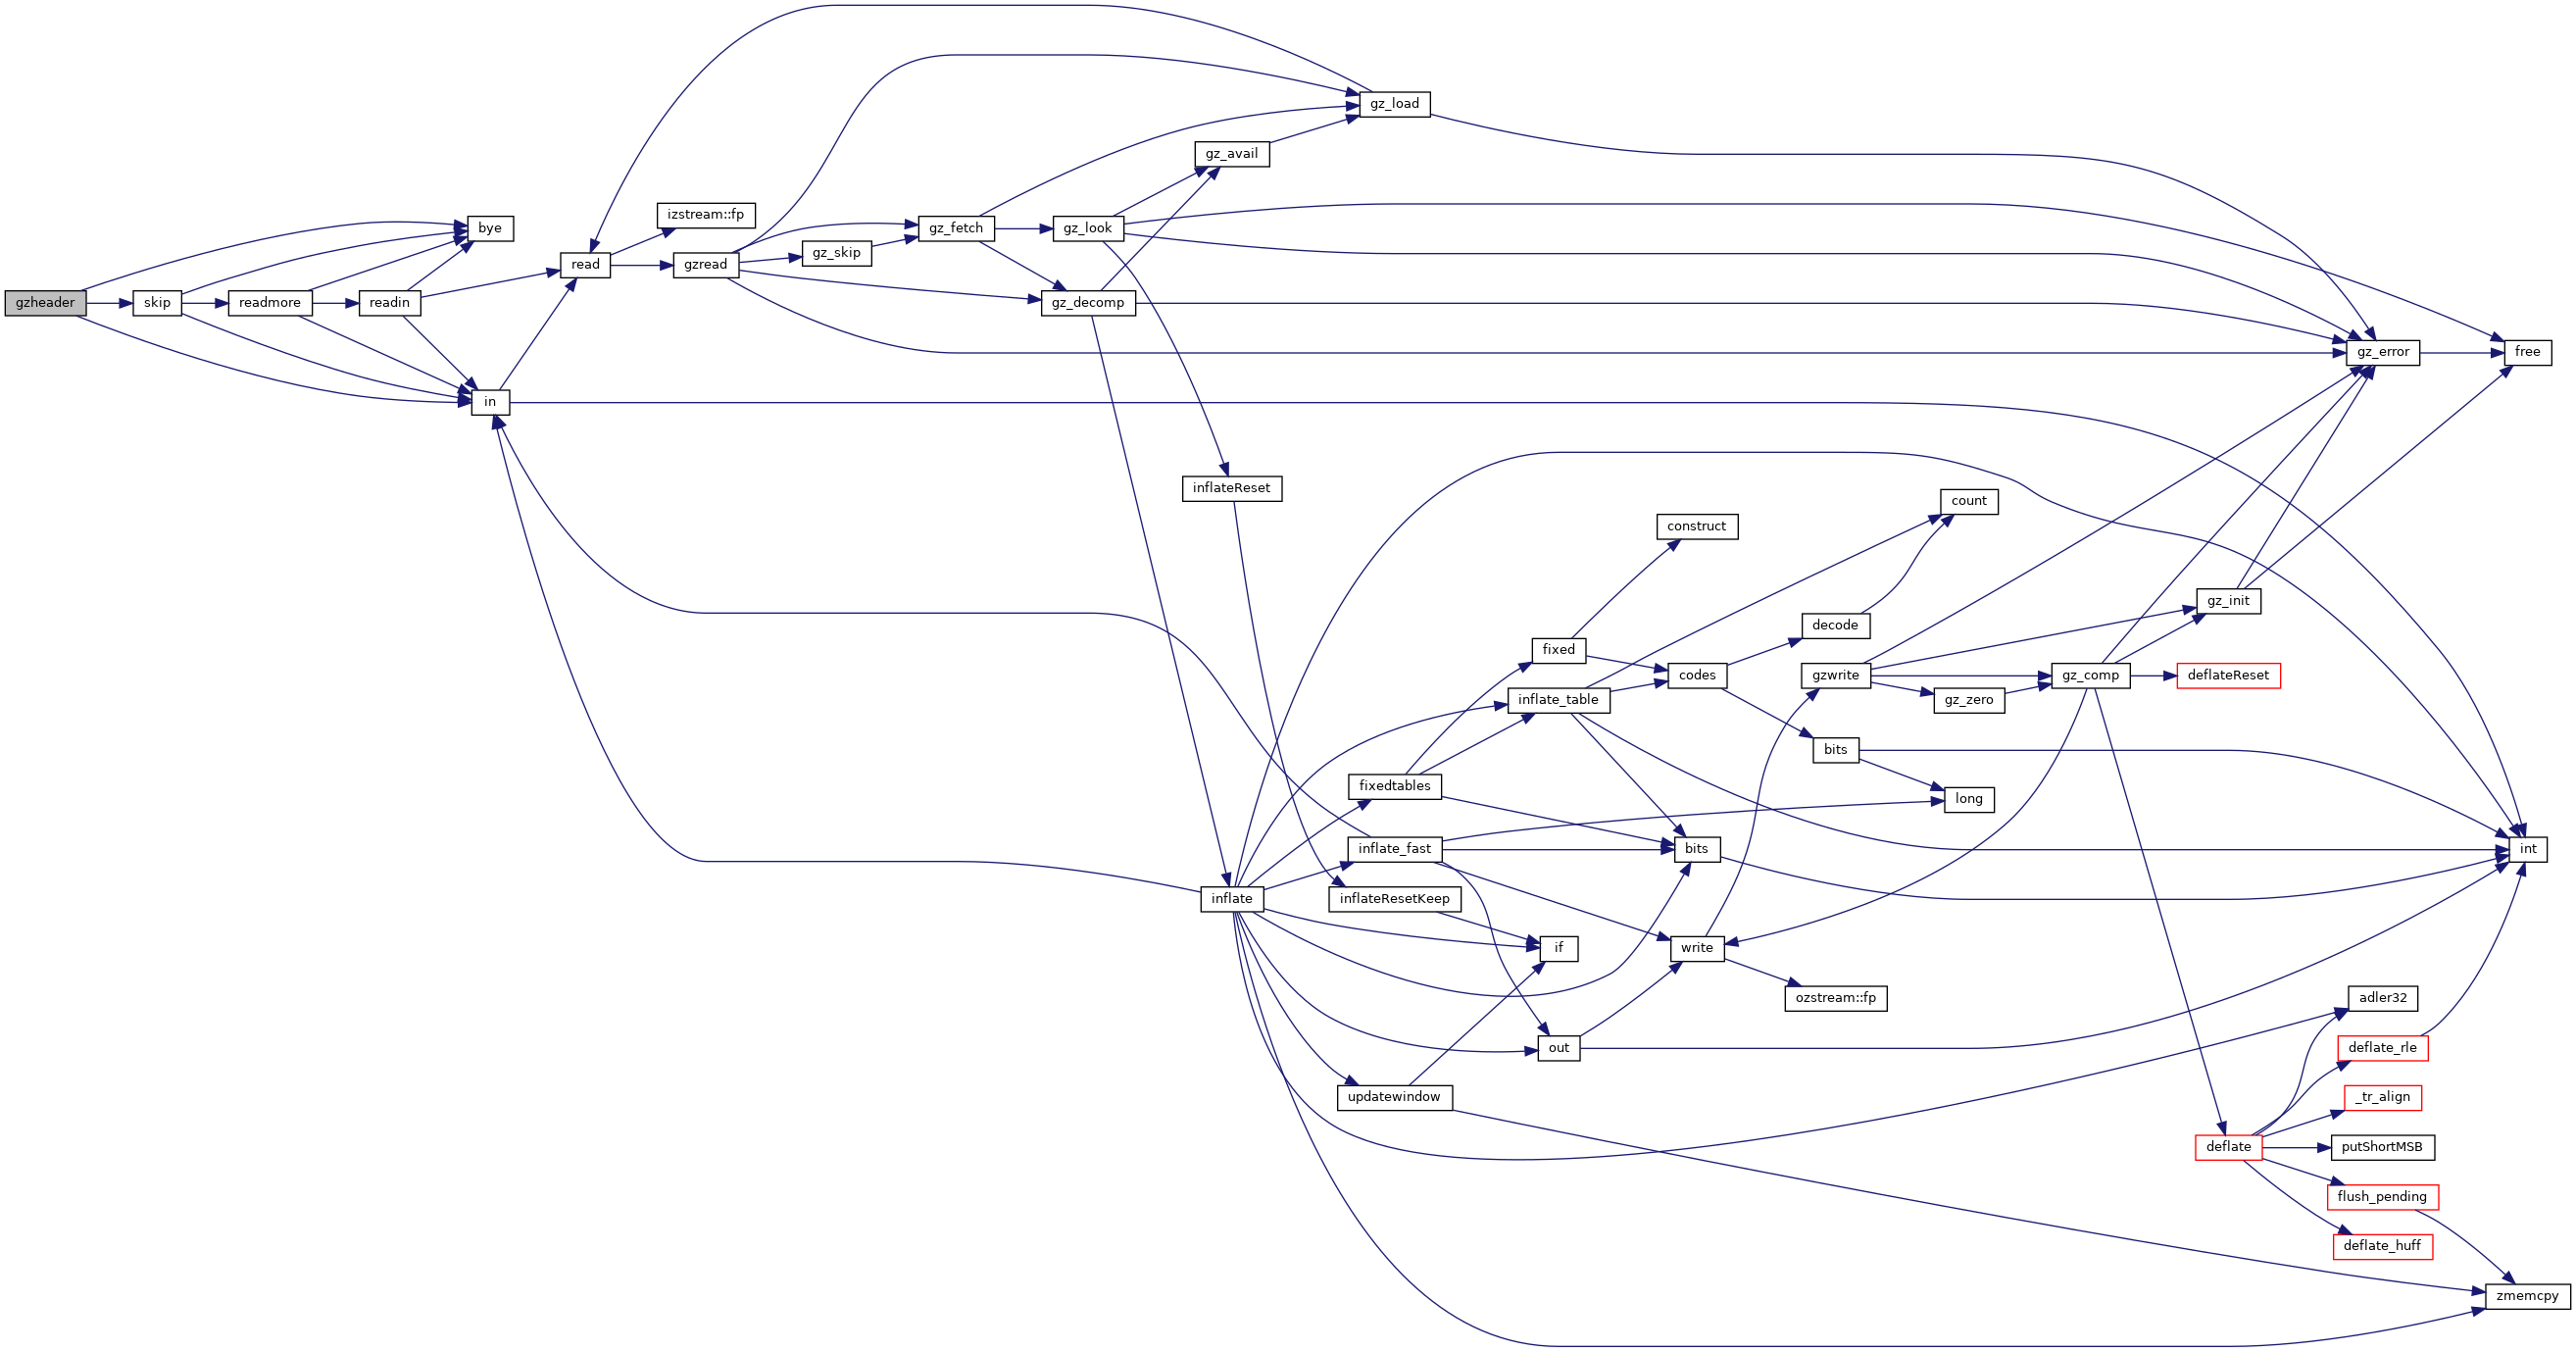 gz_load
gz_avail
izstream::fp
bye
gz_fetch
gz_look
gz_skip
read
gzread
gzheader
skip
readmore
readin
gz_decomp
gz_error
free
in
inflateReset
count
construct
gz_init
decode
fixed
codes
gzwrite
gz_comp
deflateReset
inflate_table
gz_zero
bits
fixedtables
long
inflate_fast
bits
int
inflate
inflateResetKeep
if
write
ozstream::fp
adler32
out
deflate_rle
updatewindow
_tr_align
deflate
putShortMSB
flush_pending
deflate_huff
zmemcpy